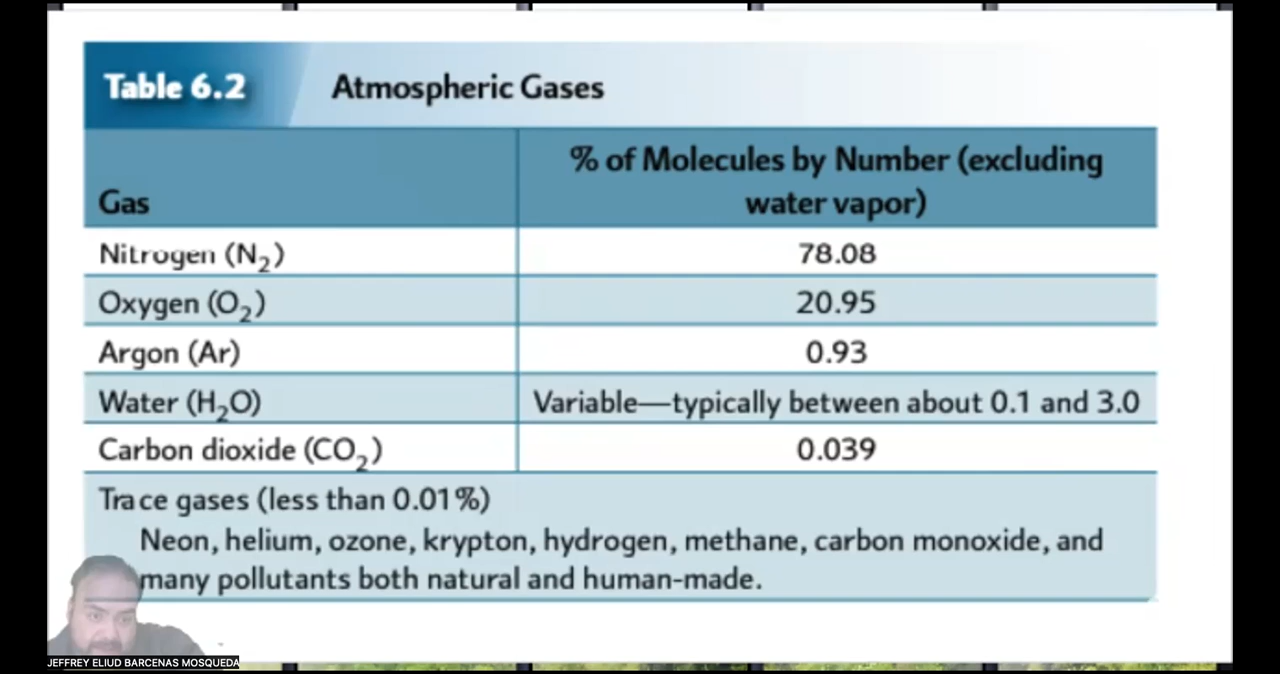 Table 6.2 Atmospheric Gases
% of Molecules by Number (excluding
Gas water vapor)
Nitrogen (N₂) 78.08
Oxygen (O₂) 20.95
Argon (Ar) 0.93
Water (H₂O) Variable—typically between about 0.1 and 3.0
Carbon dioxide (CO₂) 0.039
Trace gases (less than 0.01%)
Neon, helium, ozone, krypton, hydrogen, methane, carbon monoxide, and
many pollutants both natural and human-made.
JEFFREY ELIUD BARCENAS MOSQUEDA